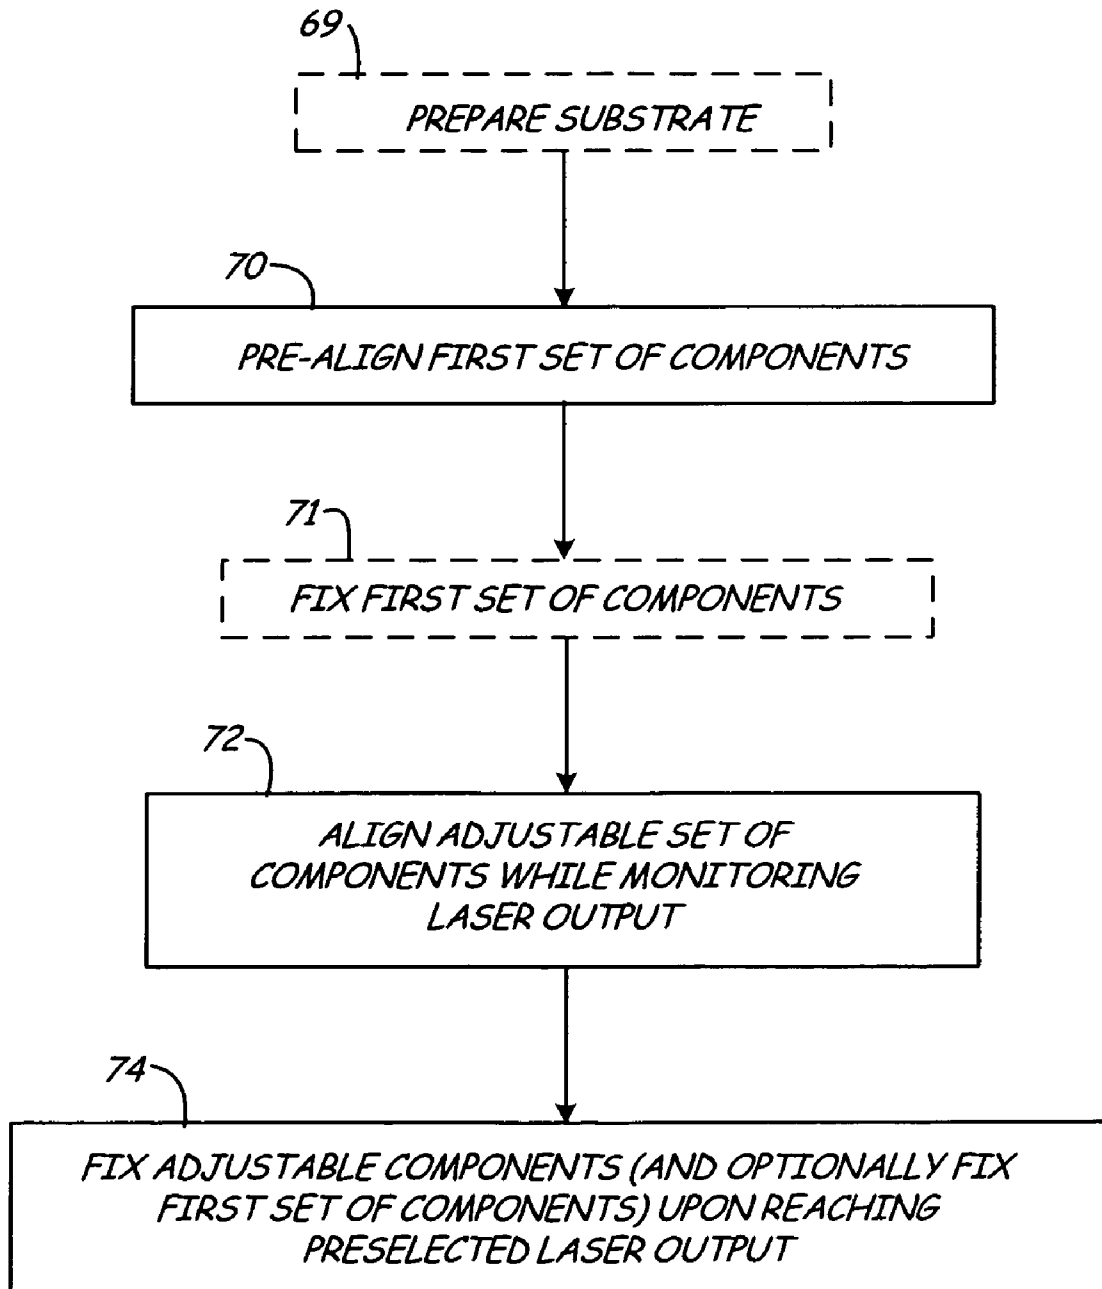 69
PREPARE SUBSTRATE
70
PRE-ALIGN FIRST SET OF COMPONENTS
71
FIX FIRST SET OF COMPONENTS
72
ALIGN ADJUSTABLE SET OF
COMPONENTS WHILE MONITORING
LASER OUTPUT
74
FIX ADJUSTABLE COMPONENTS (AND OPTIONALLY FIX
FIRST SET OF COMPONENTS) UPON REACHING
PRESELECTED LASER OUTPUT